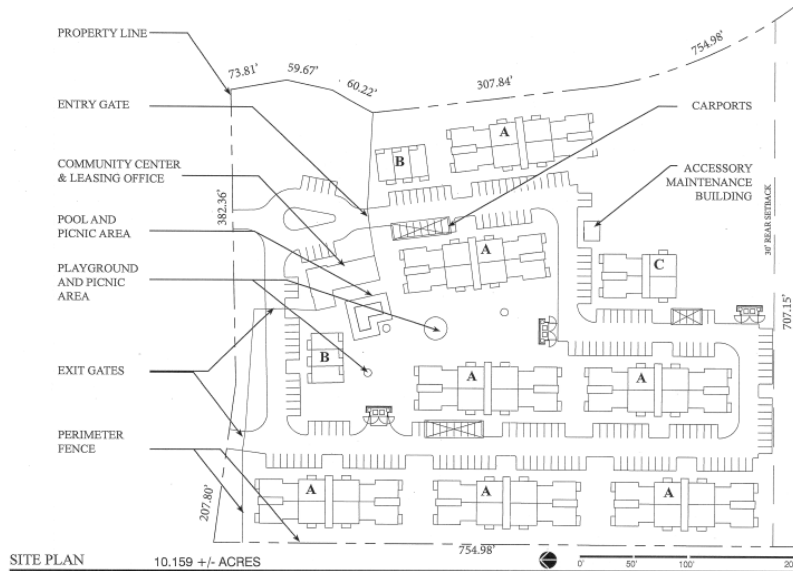 PROPERTY LINE
73.81'
59.67'
60.22'
307.84'
754.98'
ENTRY GATE
CARPORTS
A
B
COMMUNITY CENTER
& LEASING OFFICE
ACCESSORY
MAINTENANCE
BUILDING
382.36'
POOL AND
PICNIC AREA
30' REAR SETBACK
A
C
PLAYGROUND
AND PICNIC
AREA
707.15'
B
EXIT GATES
A
A
PERIMETER
FENCE
207.80'
A
A
A
754.98'
SITE PLAN
10.159 +/- ACRES
0'
50'
100'
20